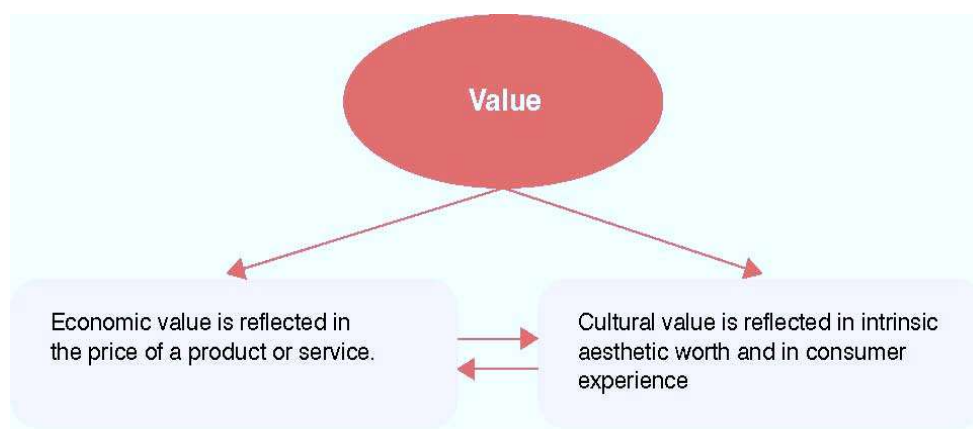 Value
Economic value is reflected in
the price of a product or service.
Cultural value is reflected in intrinsic
aesthetic worth and in consumer
experience